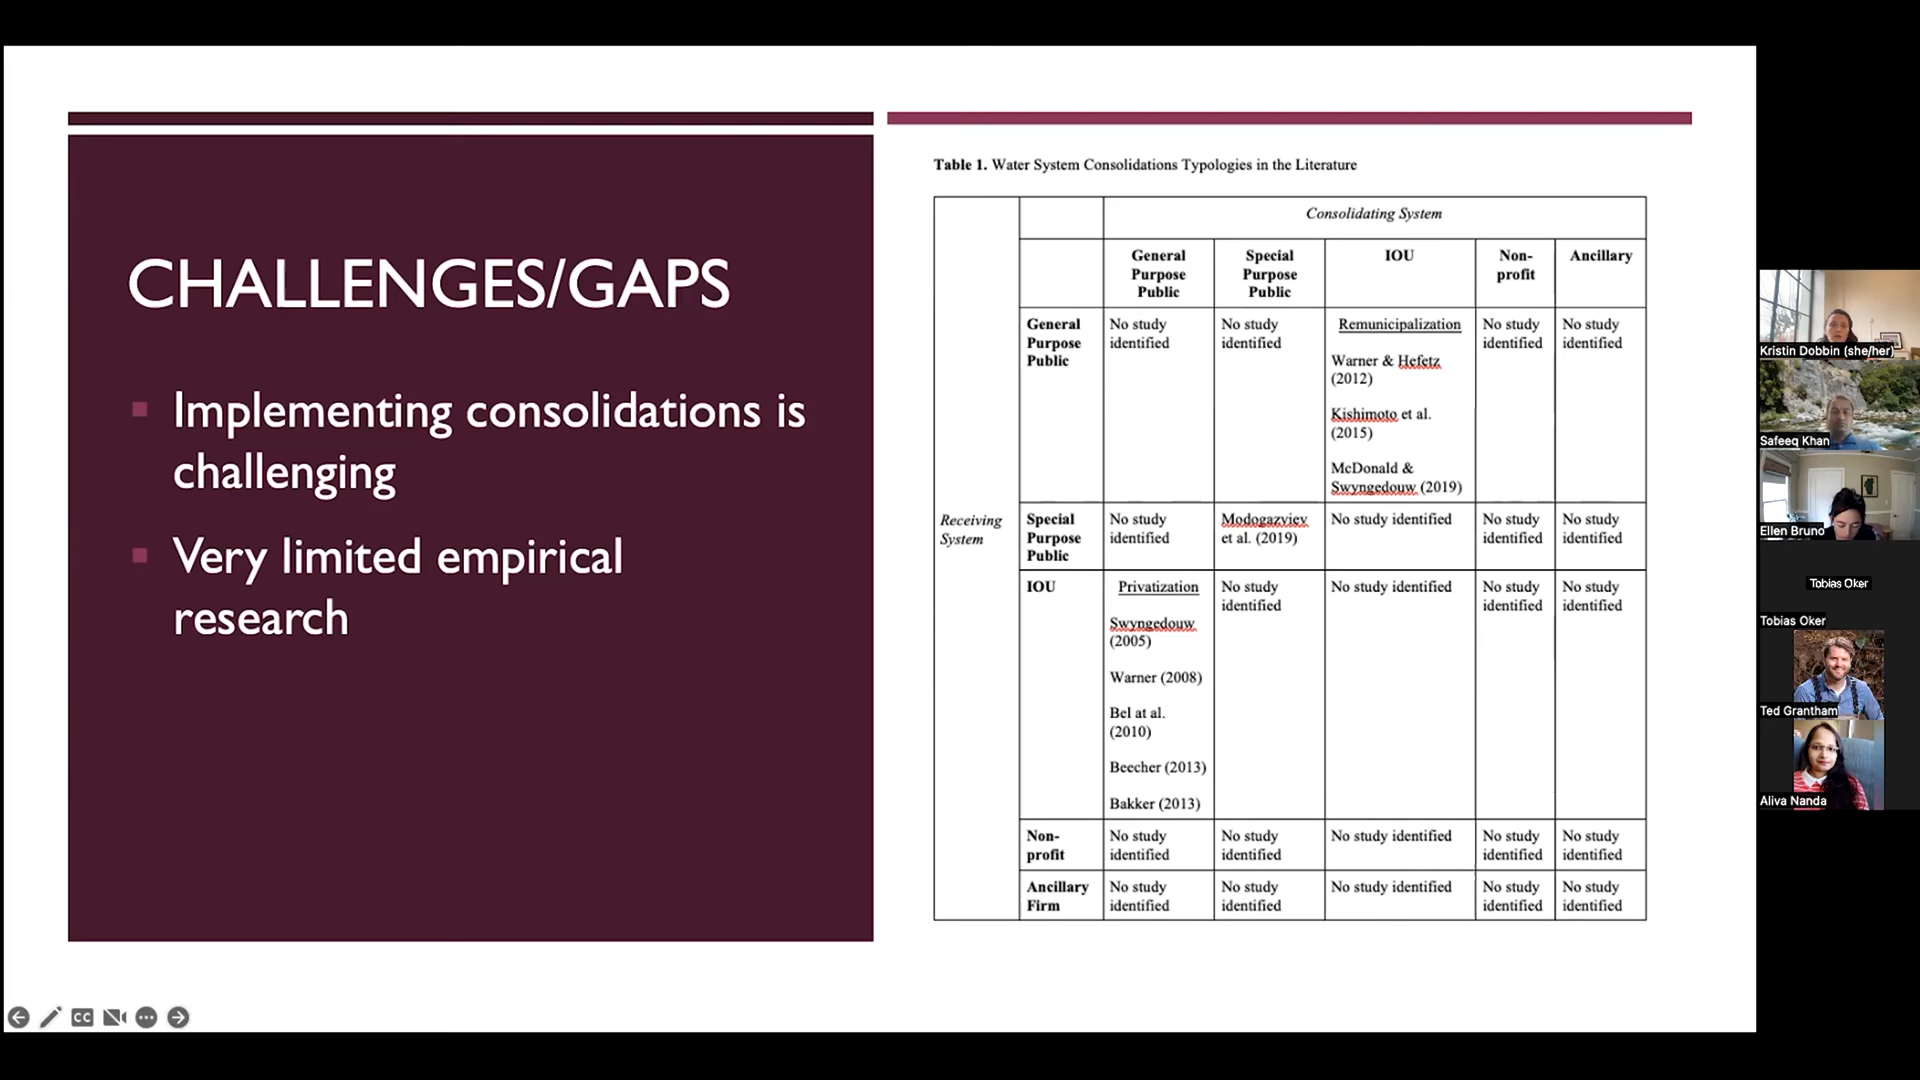 CHALLENGES/GAPS
Implementing consolidations is
challenging
Very limited empirical
research
Table 1. Water System Consolidations Typologies in the Literature
Consolidating System
General
Purpose
Public
Special
Purpose
Public
IOU
Non-
profit
Ancillary
Receiving
System
General
Purpose
Public
No study
identified
No study
identified
Remunicipalization
Warner & Hefetz
(2012)
Kishimoto et al.
(2015)
McDonald &
Swyngedouw (2019)
No study
identified
No study
identified
Special
Purpose
Public
No study
identified
Modogazviev
et al. (2019)
No study identified
No study
identified
No study
identified
IOU
Privatization
Swyngedouw
(2005)
Warner (2008)
Bel at al.
(2010)
Beecher (2013)
Bakker (2013)
No study
identified
No study identified
No study
identified
No study
identified
Non-
profit
No study
identified
No study
identified
No study identified
No study
identified
No study
identified
Ancillary
Firm
No study
identified
No study
identified
No study identified
No study
identified
No study
identified
CC
Kristin Dobbin (she/her)
Safeeq Khan
Ellen Bruno
Tobias Oker
Tobias Oker
Ted Grantham
Aliva Nanda